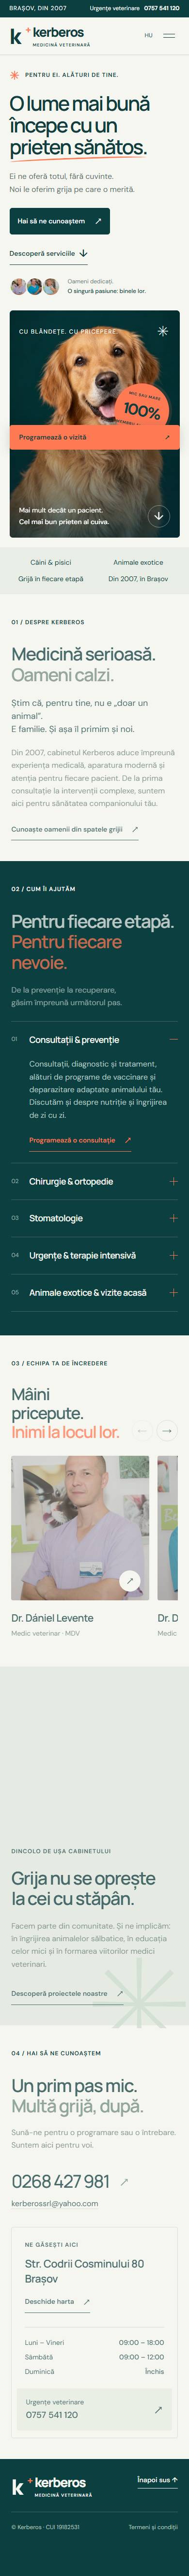 BRAȘOV, DIN 2007
Urgențe veterinare 0757 541 120
kerberos
MEDICINĂ VETERINARĂ
HU
PENTRU EI. ALĂTURI DE TINE.
O lume mai bună
începe cu un
prieten sănătos.
Ei ne oferă totul, fără cuvinte.
Noi le oferim grija pe care o merită.
Hai să ne cunoaștem ↗
Descoperă serviciile ↓
Oameni dedicați.
O singură pasiune: binele lor.
CU BLÂNDEȚE. CU PRICEPERE.
MAI MARE
100%
Programează o vizită ↗
Mai mult decât un pacient.
Cel mai bun prieten al cuiva.
Câini & pisici
Animale exotice
Grijă în fiecare etapă
Din 2007, în Brașov
01 / DESPRE KERBEROS
Medicină serioasă.
Oameni calzi.
Știm că, pentru tine, nu e „doar un
animal”.
E familie. Și așa îl primim și noi.
Din 2007, cabinetul Kerberos aduce împreună
experiența medicală, aparatura modernă și
atenția pentru fiecare pacient. De la prima
consultație la intervenții complexe, suntem
aici pentru sănătatea companionului tău.
Cunoaște oamenii din spatele grijii ↗
02 / CUM ÎI AJUTĂM
Pentru fiecare etapă.
Pentru fiecare
nevoie.
De la prevenție la recuperare,
găsim împreună următorul pas.
01 Consultații & prevenție
Consultații, diagnostic și tratament,
alături de programe de vaccinare și
deparazitare adaptate animalului tău.
Discutăm și despre nutriție și îngrijirea
de zi cu zi.
Programează o consultație ↗
02 Chirurgie & ortopedie
03 Stomatologie
04 Urgențe & terapie intensivă
05 Animale exotice & vizite acasă
03 / ECHIPA TA DE ÎNCREDERE
Mâini
pricepute.
Inimi la locul lor.
Dr. Dániel Levente
Medic veterinar · MDV
Dr. D
Medic
DINCOLO DE UȘA CABINETULUI
Grija nu se oprește
la cei cu stăpân.
Facem parte din comunitate. Și ne implicăm:
în îngrijirea animalelor sălbatice, în educația
celor mici și în formarea viitorilor medici
veterinari.
Descoperă proiectele noastre ↗
04 / HAI SĂ NE CUNOAȘTEM
Un prim pas mic.
Multă grijă, după.
Sună-ne pentru o programare sau o întrebare.
Suntem aici pentru voi.
0268 427 981 ↗
kerberossrl@yahoo.com
NE GĂSEȘTI AICI
Str. Codrii Cosminului 80
Brașov
Deschide harta ↗
Luni – Vineri 09:00 – 18:00
Sâmbătă 09:00 – 12:00
Duminică Închis
Urgențe veterinare
0757 541 120 ↗
kerberos
MEDICINĂ VETERINARĂ
Înapoi sus ↑
© Kerberos · CUI 19182531
Termeni și condiții